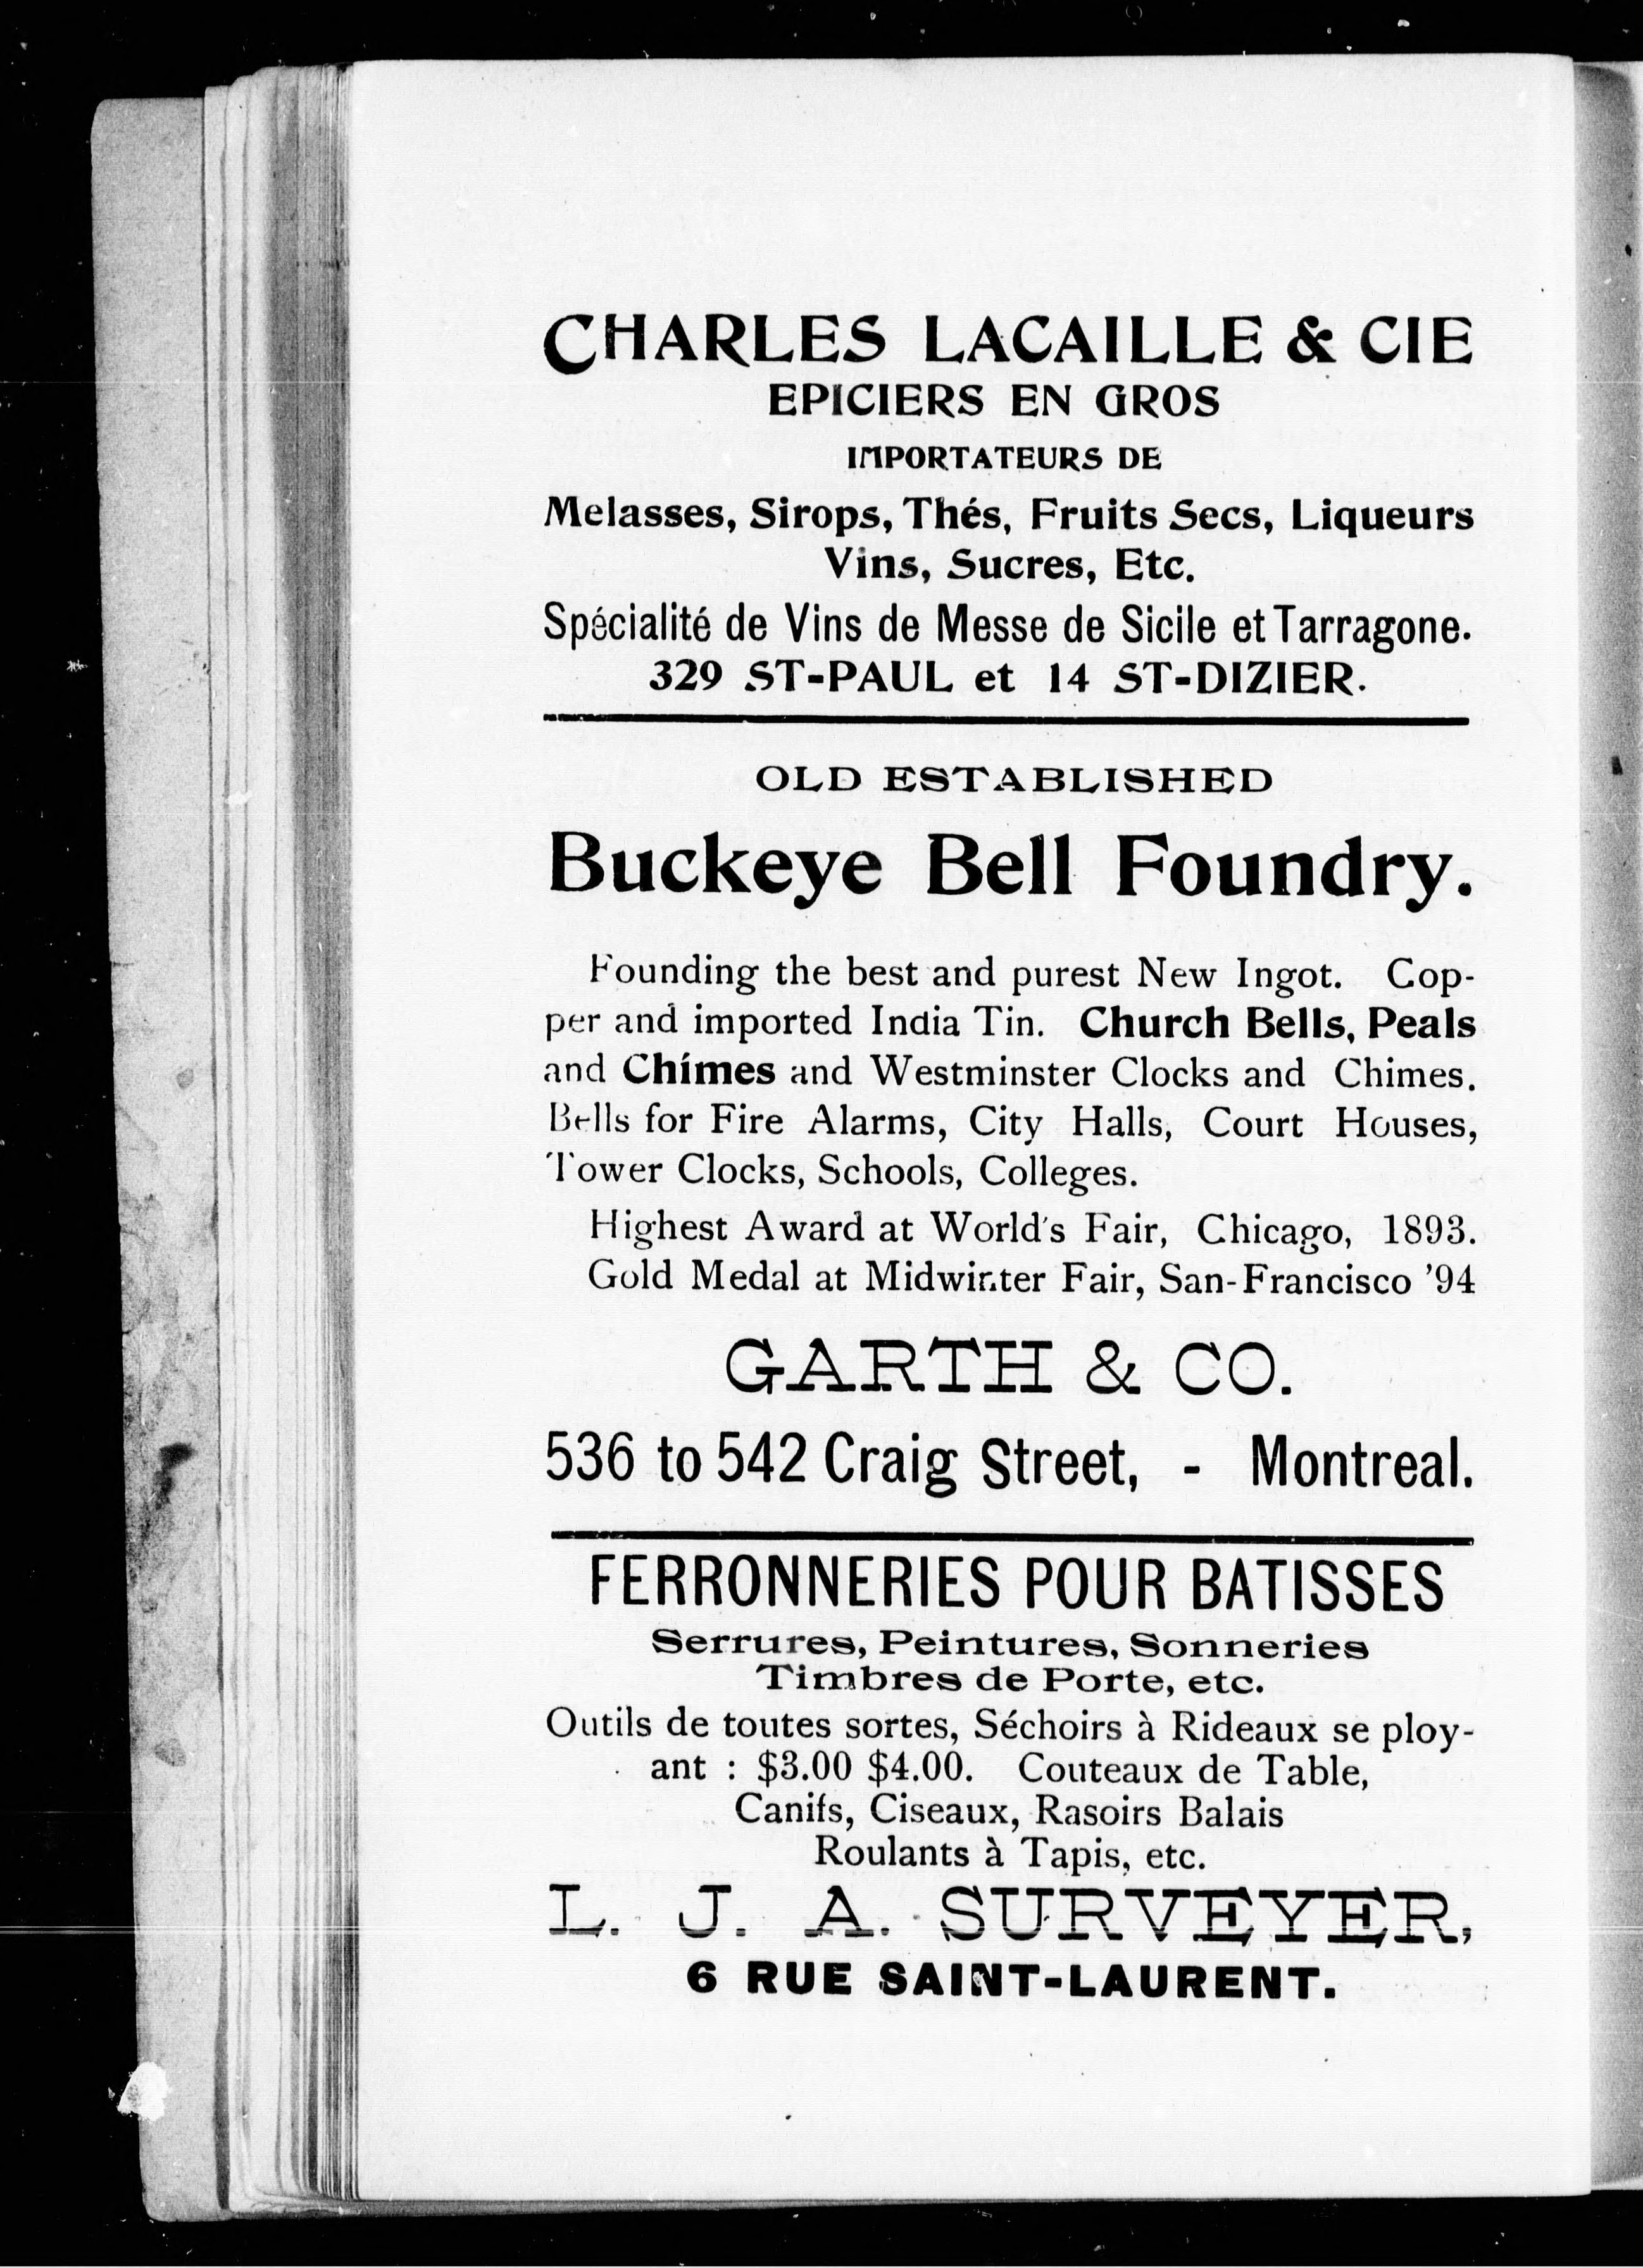 CHARLES LACAILLE & CIE
EPICIERS EN GROS
IMPORTATEURS DE
Melasses, Sirops, Thés, Fruits Secs, Liqueurs
Vins, Sucres, Etc.
Spécialité de Vins de Messe de Sicile et Tarragone.
329 ST-PAUL et 14 ST-DIZIER.
OLD ESTABLISHED
Buckeye Bell Foundry.
Founding the best and purest New Ingot. Cop-
per and imported India Tin. Church Bells, Peals
and Chimes and Westminster Clocks and Chimes.
Bells for Fire Alarms, City Halls, Court Houses,
Tower Clocks, Schools, Colleges.
Highest Award at World's Fair, Chicago, 1893.
Gold Medal at Midwinter Fair, San-Francisco '94
GARTH & CO.
536 to 542 Craig Street, - Montreal.
FERRONNERIES POUR BATISSES
Serrures, Peintures, Sonneries
Timbres de Porte, etc.
Outils de toutes sortes, Séchoirs à Rideaux se ploy-
ant : $3.00 $4.00. Couteaux de Table,
Canifs, Ciseaux, Rasoirs Balais
Roulants à Tapis, etc.
L. J. A. SURVEYER,
6 RUE SAINT-LAURENT.